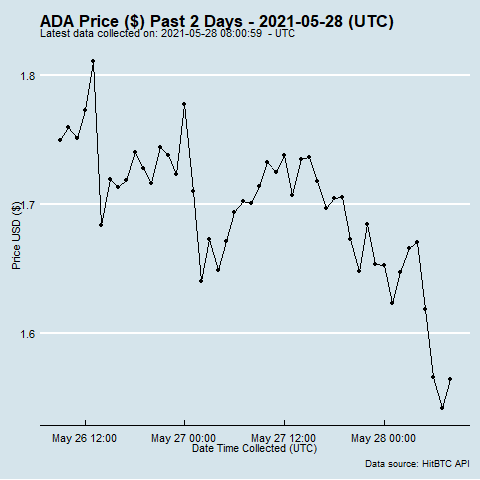 ADA Price ($) Past 2 Days - 2021-05-28 (UTC)
Latest data collected on: 2021-05-28 08:00:59  - UTC
1.8
1.7
1.6
Price USD ($)
May 26 12:00
May 27 00:00
May 27 12:00
May 28 00:00
Date Time Collected (UTC)
Data source: HitBTC API